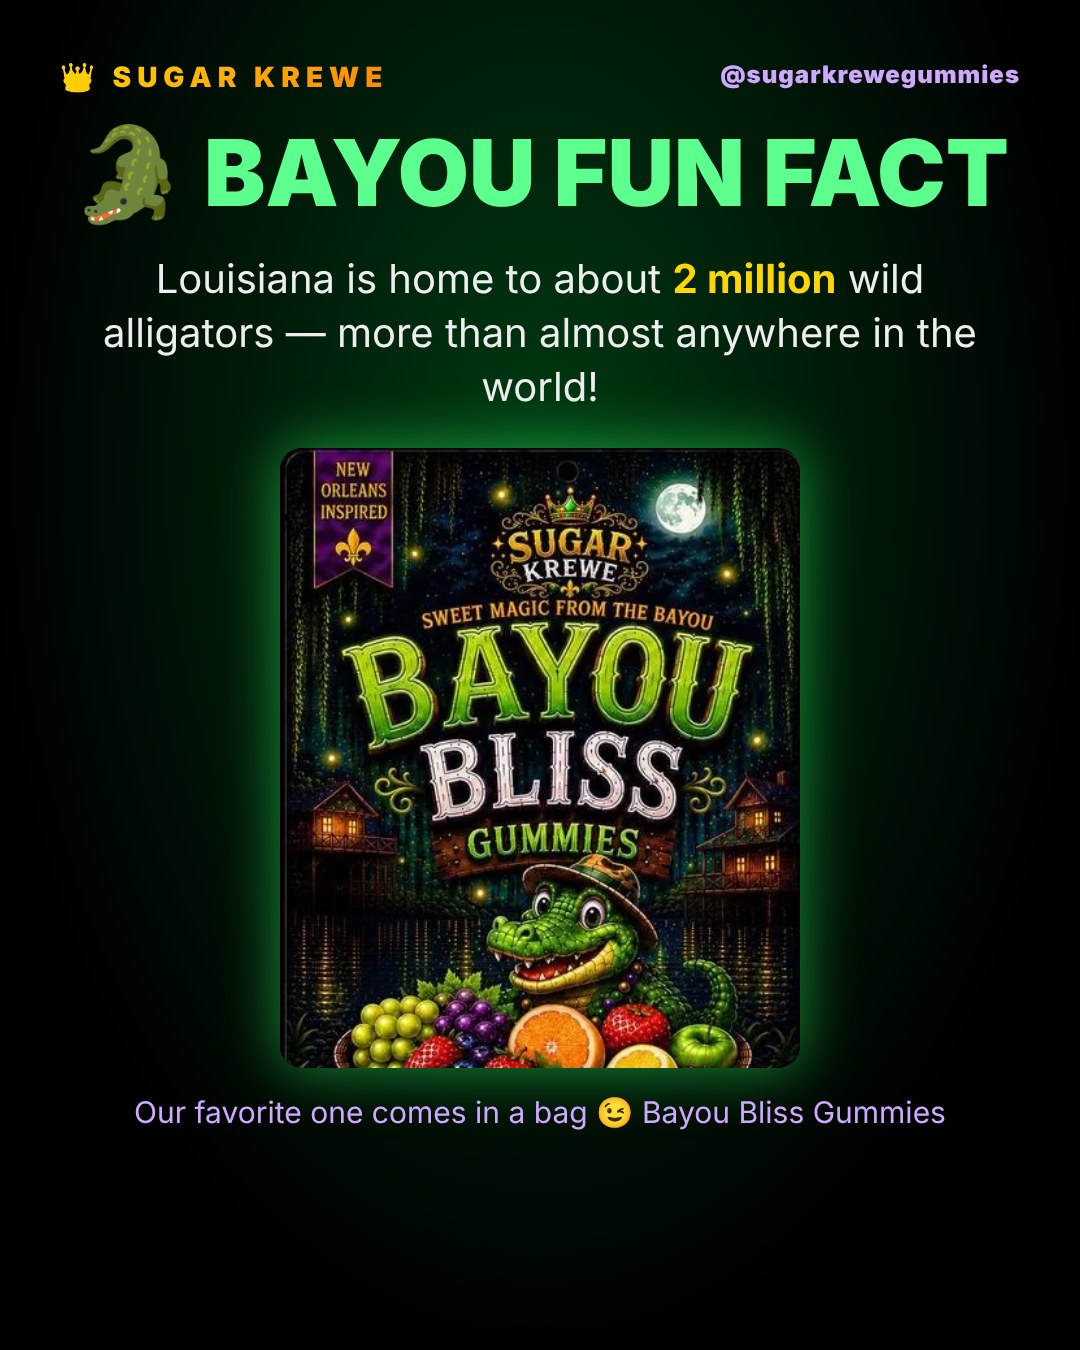 👑 SUGAR KREWE
@sugarkrewegummies
🐊 BAYOU FUN FACT
Louisiana is home to about 2 million wild
alligators — more than almost anywhere in the
world!
NEW
ORLEANS
INSPIRED
SUGAR
KREWE
SWEET MAGIC FROM THE BAYOU
BAYOU
BLISS
GUMMIES
Our favorite one comes in a bag 😉 Bayou Bliss Gummies